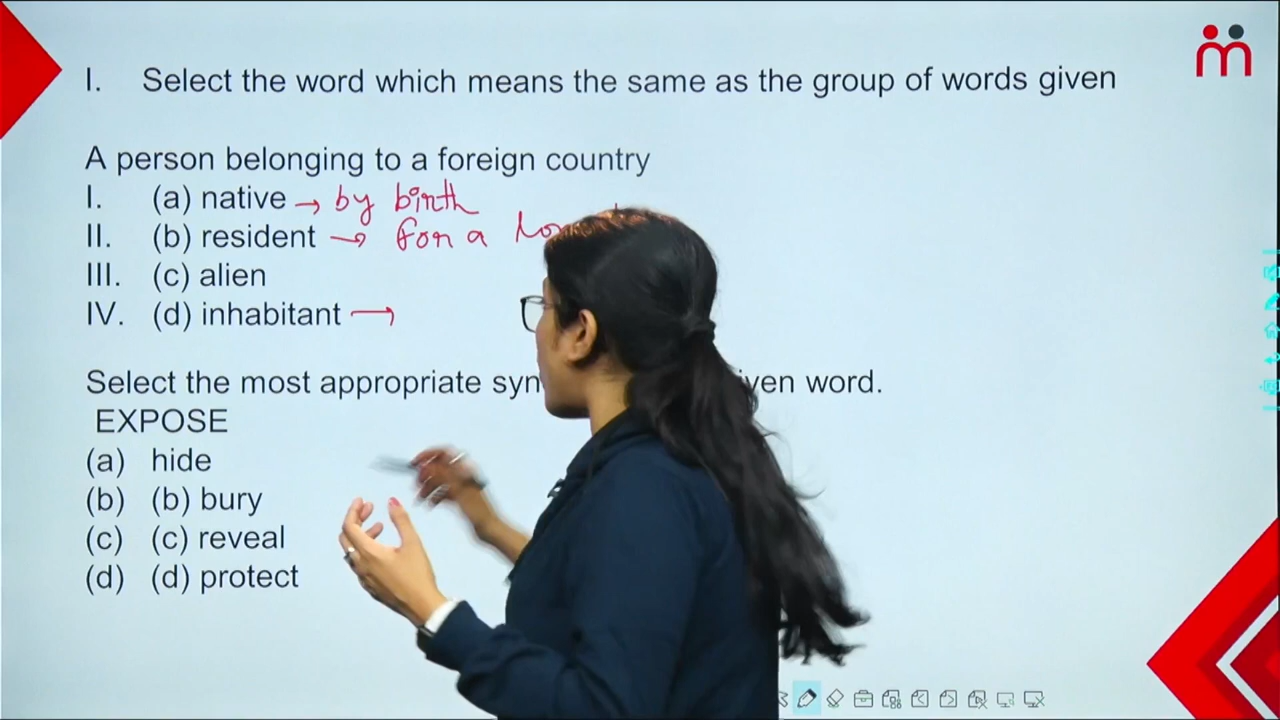 I. Select the word which means the same as the group of words given
A person belonging to a foreign country
I. (a) native → by birth
II. (b) resident → for a
III. (c) alien
IV. (d) inhabitant →
Select the most appropriate syn iven word.
EXPOSE
(a) hide
(b) (b) bury
(c) (c) reveal
(d) (d) protect